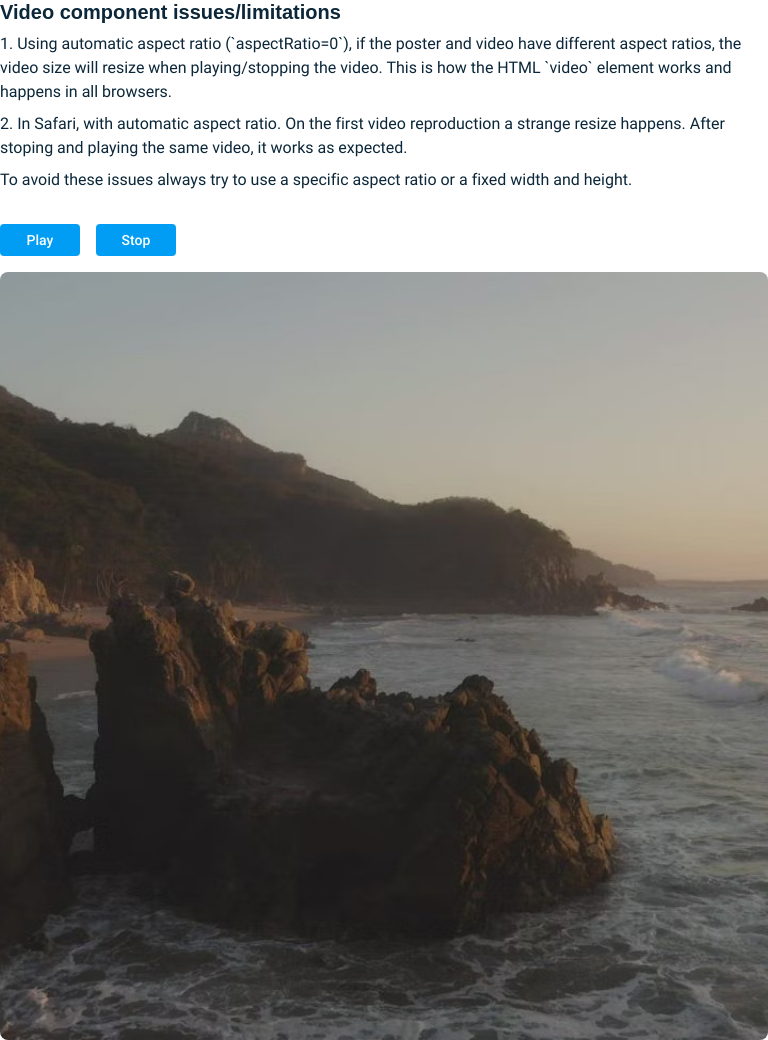 Video component issues/limitations
1. Using automatic aspect ratio (`aspectRatio=0`), if the poster and video have different aspect ratios, the
video size will resize when playing/stopping the video. This is how the HTML `video` element works and
happens in all browsers.
2. In Safari, with automatic aspect ratio. On the first video reproduction a strange resize happens. After
stoping and playing the same video, it works as expected.
To avoid these issues always try to use a specific aspect ratio or a fixed width and height.
Play Stop